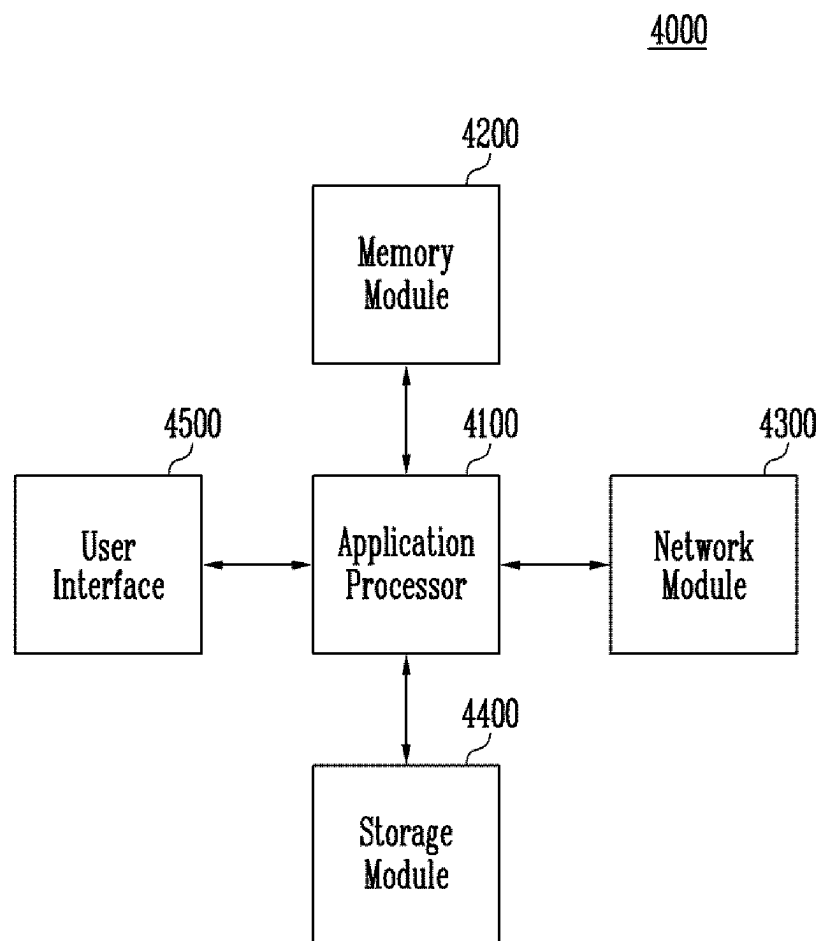 4000
4200
Memory
Module
4500
4100
4300
User
Interface
Application
Processor
Network
Module
4400
Storage
Module